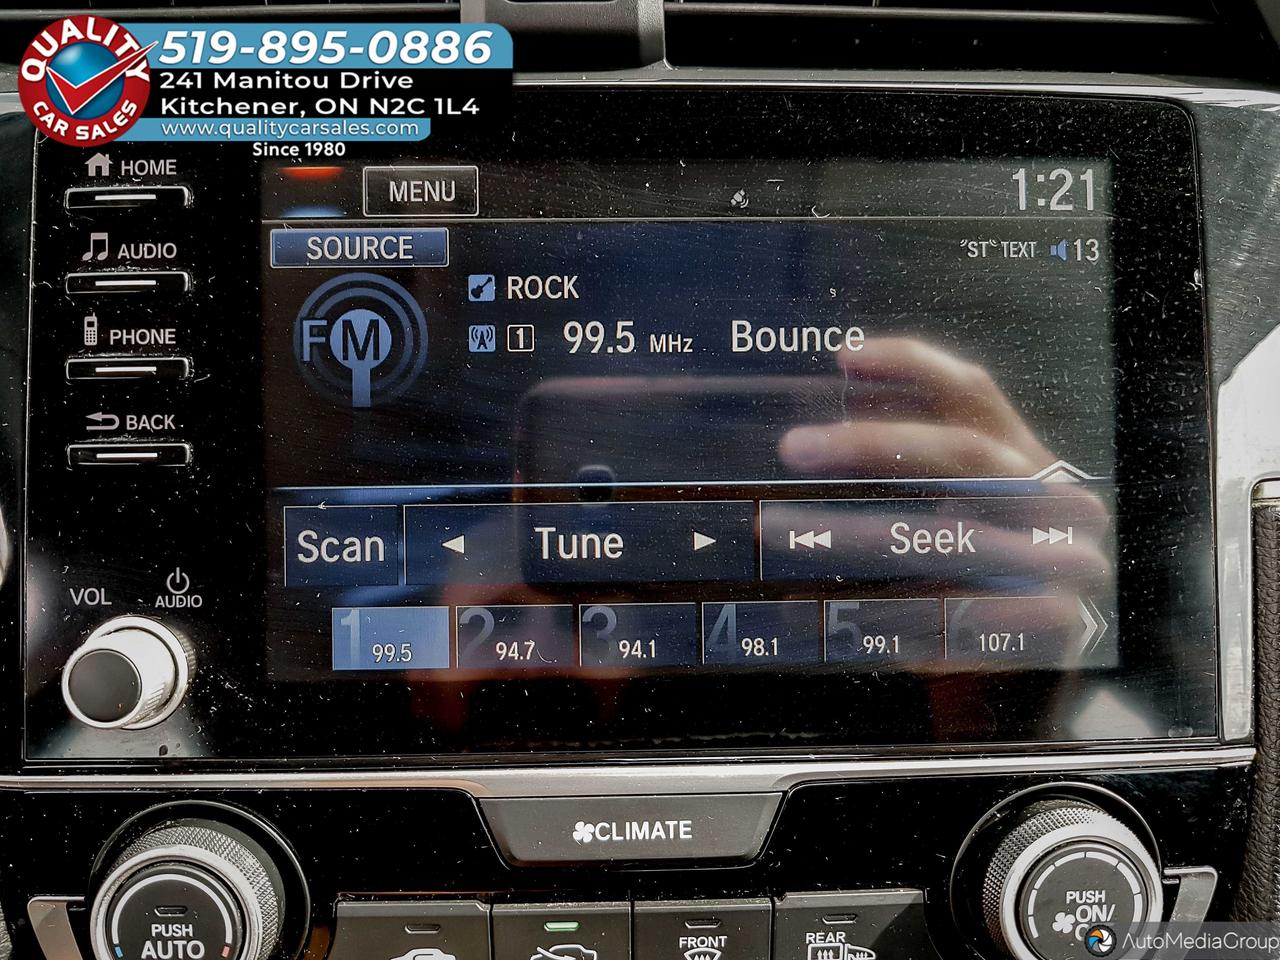 QUALITY
CAR SALES
519-895-0886
241 Manitou Drive
Kitchener, ON N2C 1L4
www.qualitycarsales.com
Since 1980
HOME
MENU
1:21
AUDIO
SOURCE
"ST" TEXT 13
FM
ROCK
PHONE
1 99.5 MHz Bounce
BACK
Scan Tune Seek
VOL AUDIO
1 99.5 2 94.7 3 94.1 4 98.1 5 99.1 6 107.1
CLIMATE
PUSH
AUTO
FRONT
REAR
PUSH
ON/
AutoMediaGroup